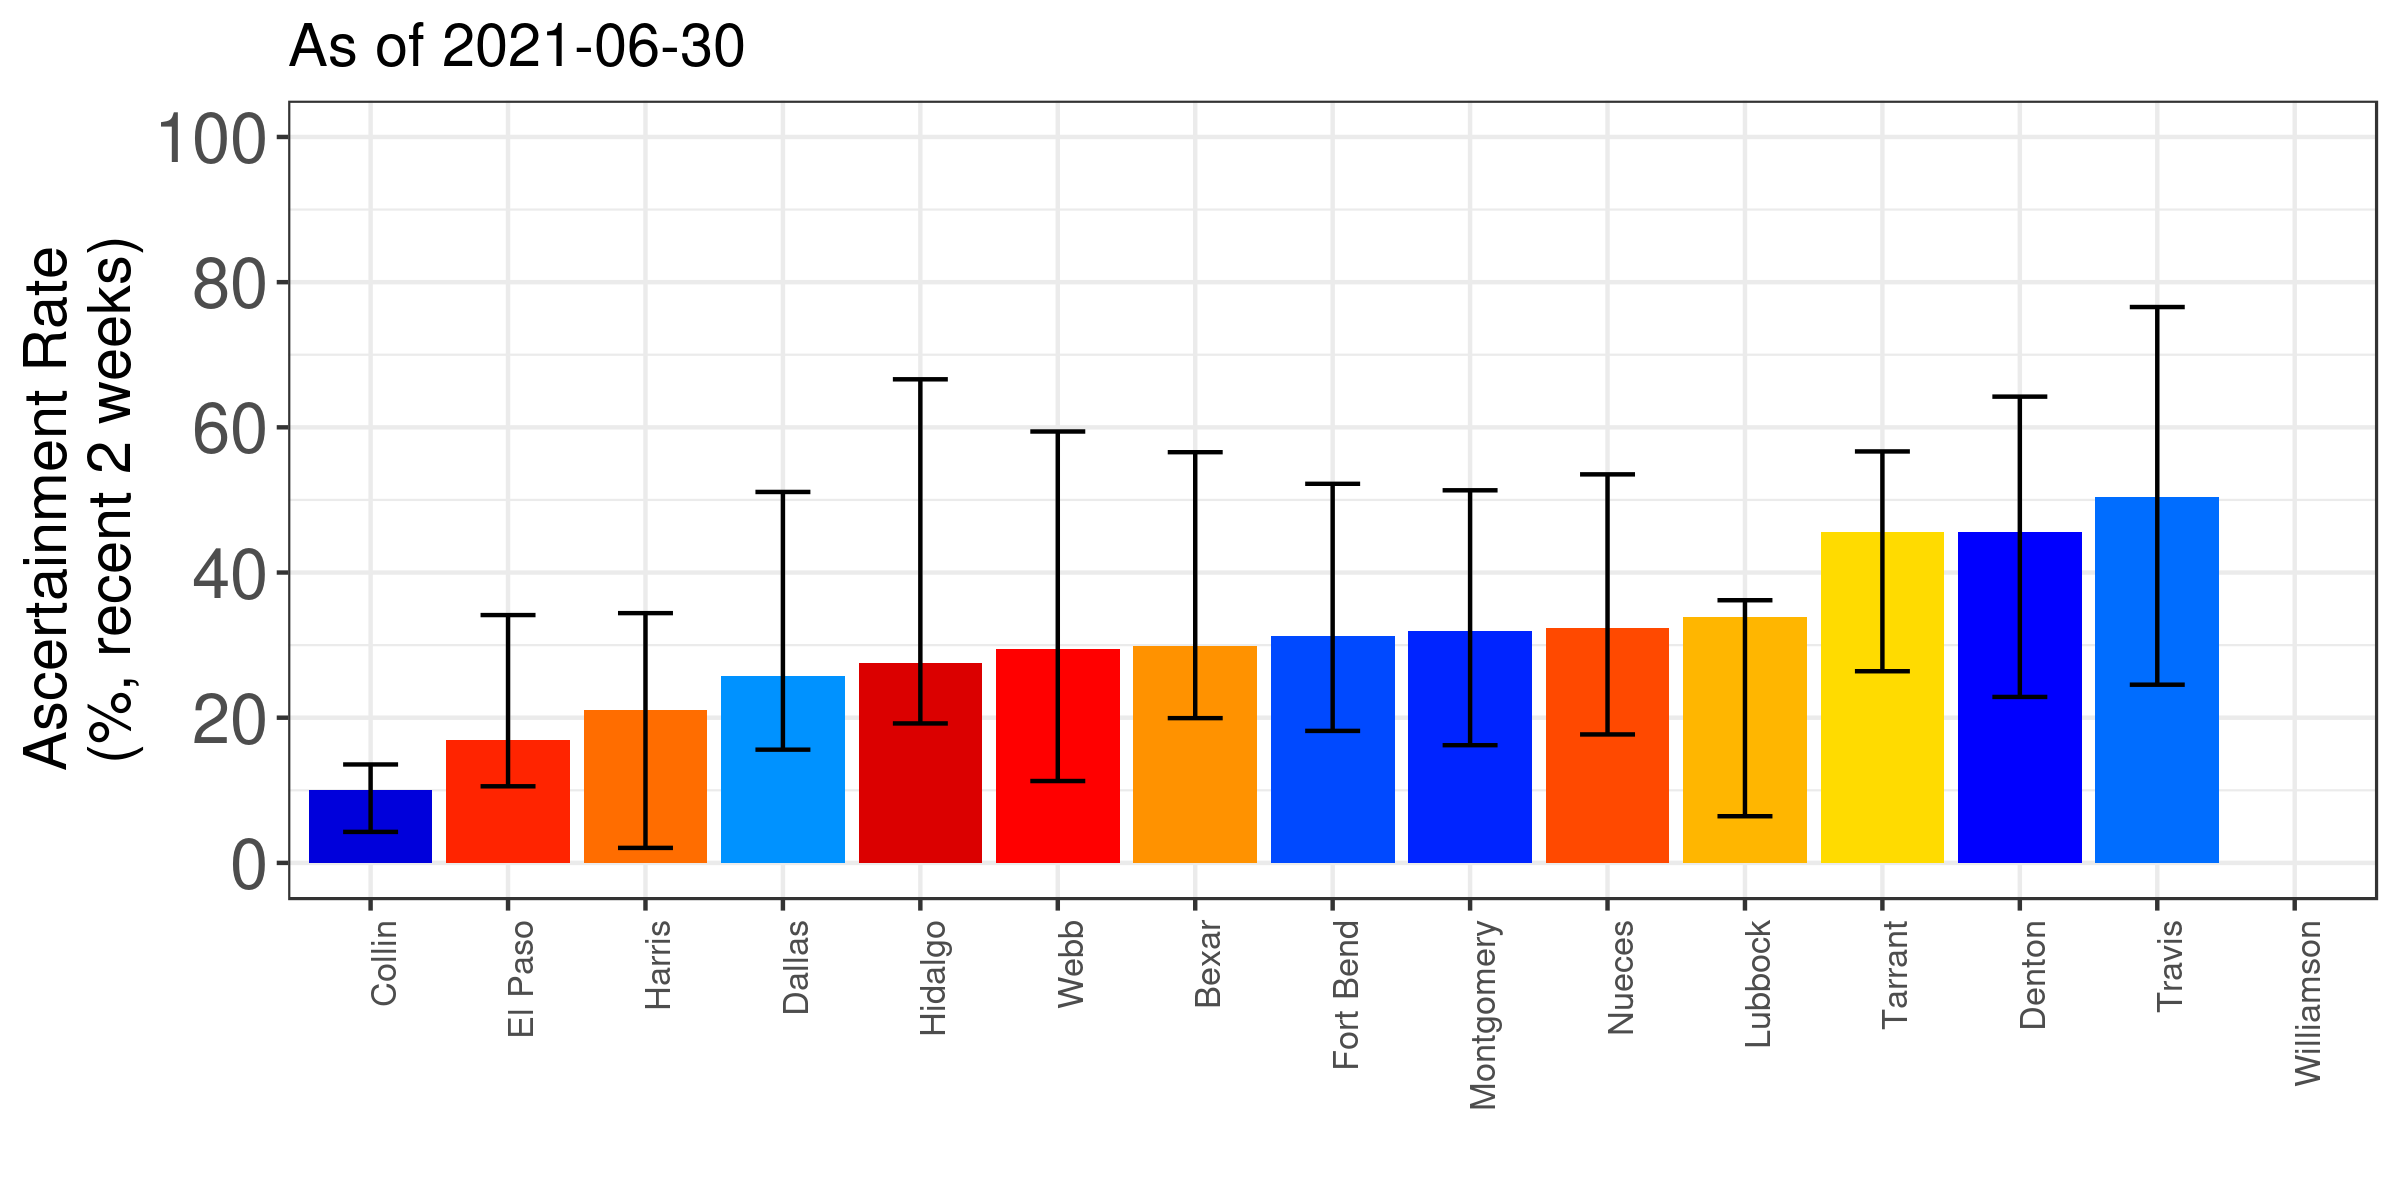 As of 2021-06-30
Ascertainment Rate
(%, recent 2 weeks)
100
80
60
40
20
0
Collin
El Paso
Harris
Dallas
Hidalgo
Webb
Bexar
Fort Bend
Montgomery
Nueces
Lubbock
Tarrant
Denton
Travis
Williamson